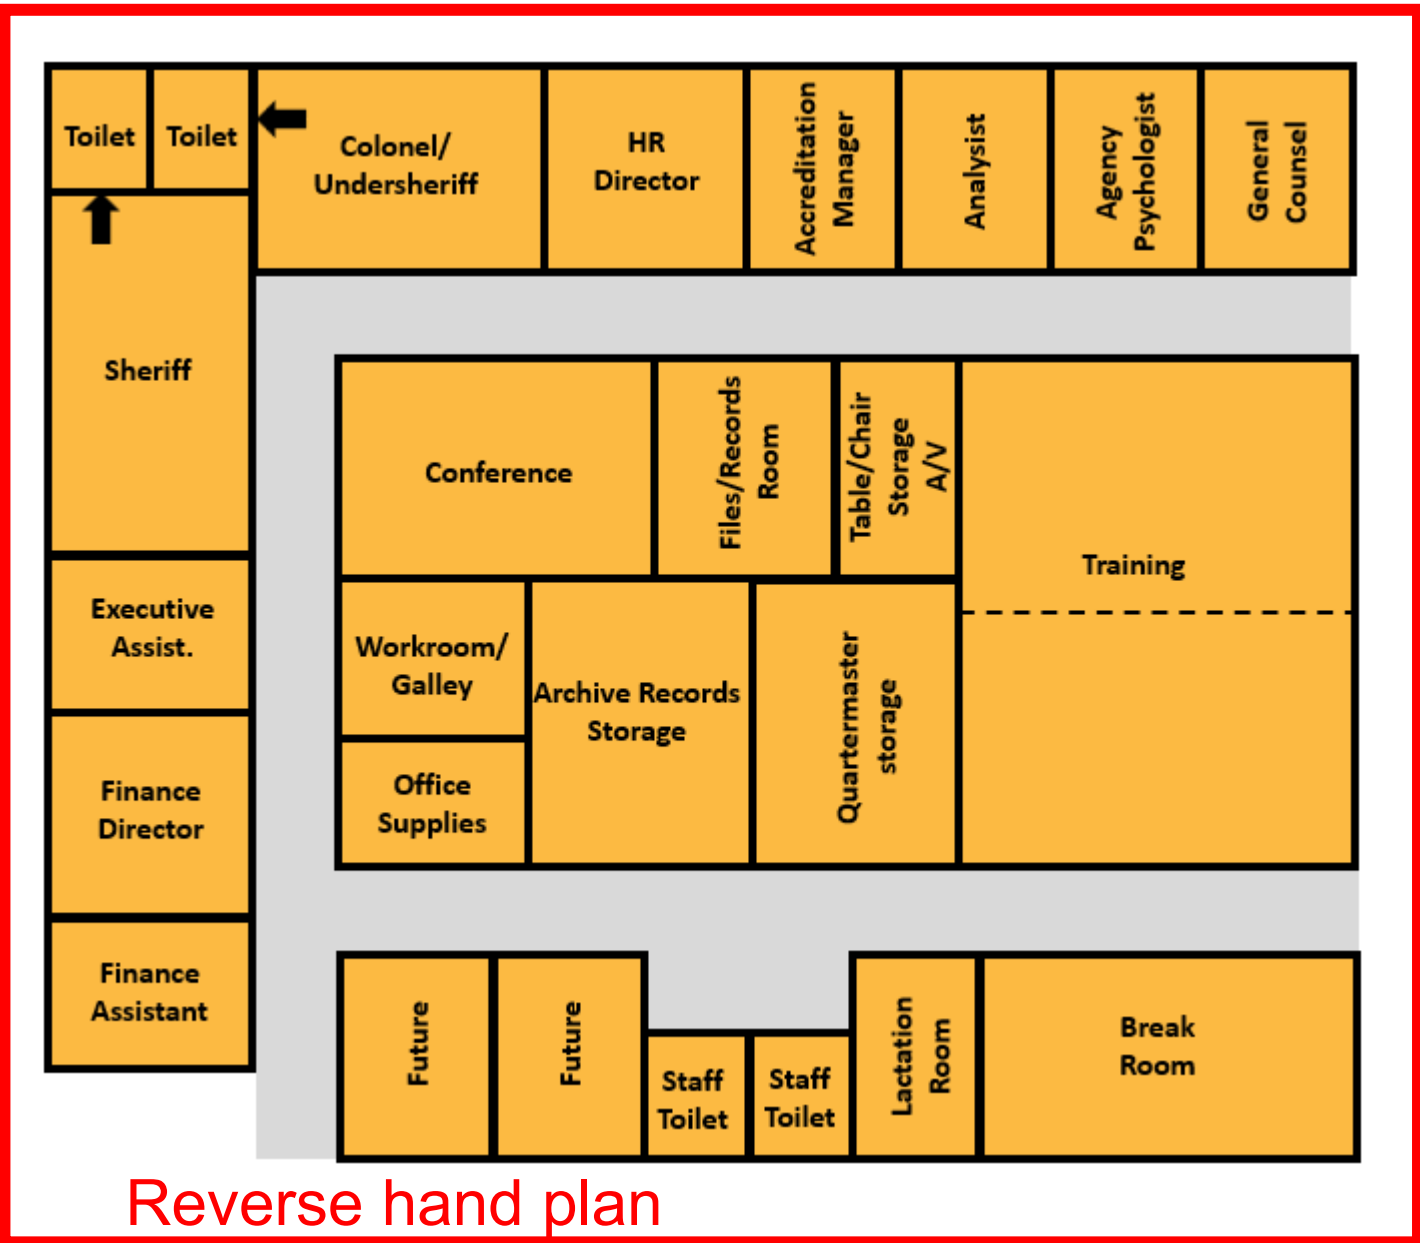 Toilet
Toilet
Colonel/
Undersheriff
HR
Director
Accreditation
Manager
Analysist
Agency
Psychologist
General
Counsel
Sheriff
Conference
Files/Records
Room
Table/Chair
Storage
A/V
Training
Executive
Assist.
Workroom/
Galley
Archive Records
Storage
Quartermaster
storage
Finance
Director
Office
Supplies
Finance
Assistant
Future
Future
Staff
Toilet
Staff
Toilet
Lactation
Room
Break
Room
Reverse hand plan